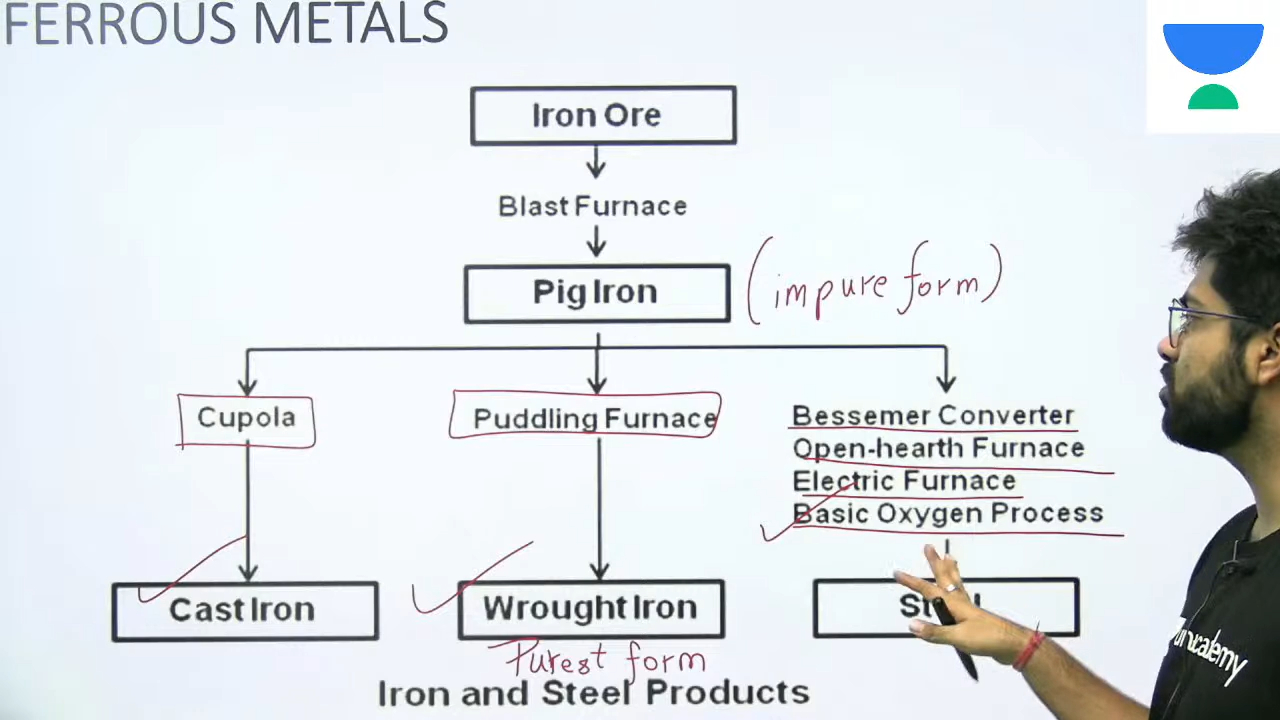 FERROUS METALS
Iron Ore
Blast Furnace
Pig Iron
(impure form)
Cupola
Puddling Furnace
Bessemer Converter
Open-hearth Furnace
Electric Furnace
Basic Oxygen Process
Cast Iron
Wrought Iron
Purest form
Iron and Steel Products